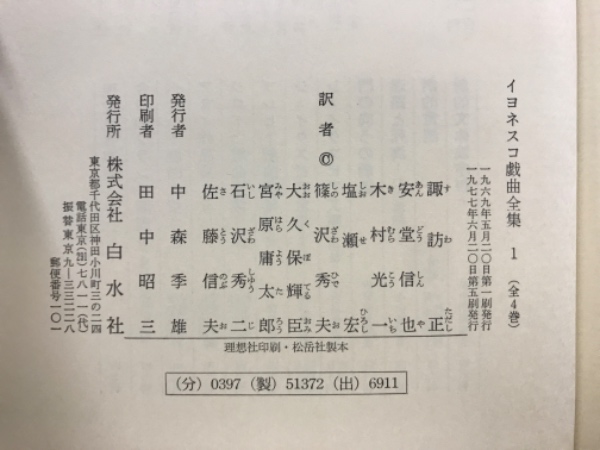 イヨネスコ戯曲全集 1 (全4巻)
一九六九年五月二〇日第一刷発行
一九七七年六月二〇日第五刷発行
訳者©
諏訪正
安堂信也
木村光一
塩瀬宏
篠沢秀夫
大久保輝臣
宮原庸太郎
石沢秀二
佐藤信夫
発行者 中森季雄
印刷者 田中昭三
発行所 株式会社 白水社
東京都千代田区神田小川町三の二四
電話東京(291)七八一一(代)
振替東京九―三三二二八
郵便番号一〇一
理想社印刷・松岳社製本
(分) 0397 (製) 51372 (出) 6911